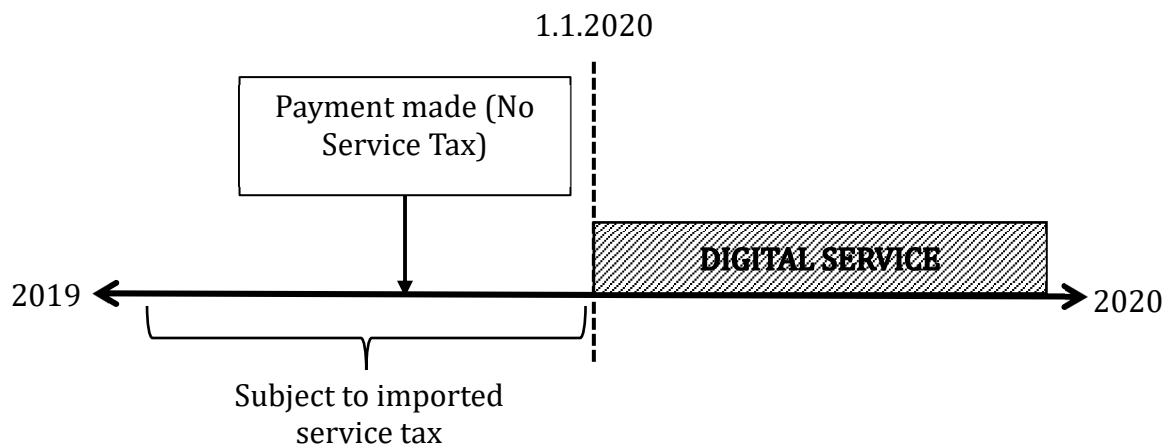 1.1.2020
Payment made (No
Service Tax)
DIGITAL SERVICE
2019
2020
Subject to imported
service tax